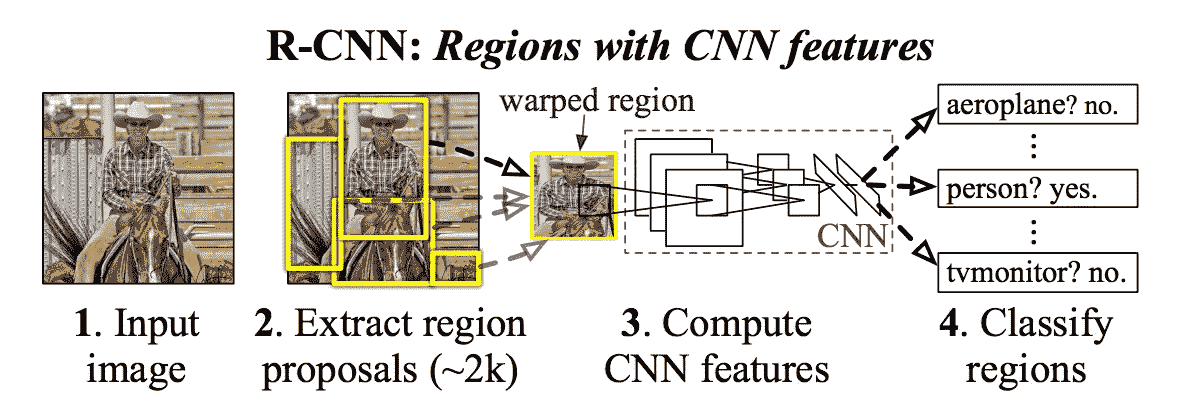 R-CNN: Regions with CNN features
warped region
aeroplane? no.
person? yes.
tvmonitor? no.
CNN
1. Input
image
2. Extract region
proposals (~2k)
3. Compute
CNN features
4. Classify
regions